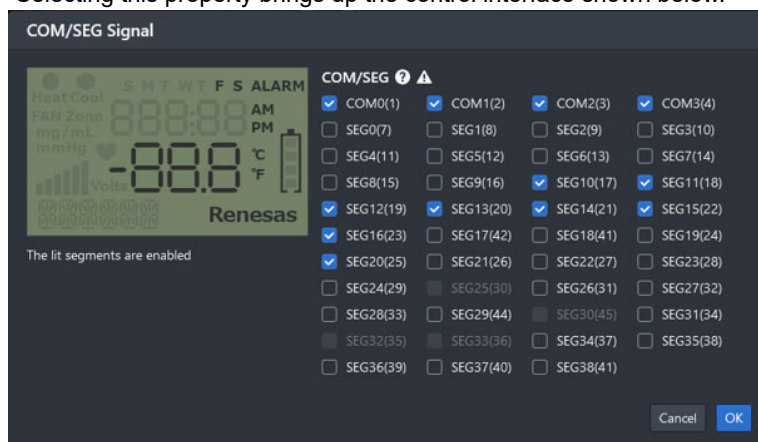 Selecting this property brings up the control interface shown below.
COM/SEG Signal
S M T W T F S ALARM
Heat Cool
FAN Zone
888:88 AM
PM
mg/mL
mmHg
-88.8 °C
°F
Volts
Renesas
The lit segments are enabled
COM/SEG
COM0(1) COM1(2) COM2(3) COM3(4)
SEG0(7) SEG1(8) SEG2(9) SEG3(10)
SEG4(11) SEG5(12) SEG6(13) SEG7(14)
SEG8(15) SEG9(16) SEG10(17) SEG11(18)
SEG12(19) SEG13(20) SEG14(21) SEG15(22)
SEG16(23) SEG17(42) SEG18(41) SEG19(24)
SEG20(25) SEG21(26) SEG22(27) SEG23(28)
SEG24(29) SEG25(30) SEG26(31) SEG27(32)
SEG28(33) SEG29(44) SEG30(45) SEG31(34)
SEG32(35) SEG33(36) SEG34(37) SEG35(38)
SEG36(39) SEG37(40) SEG38(41)
Cancel OK